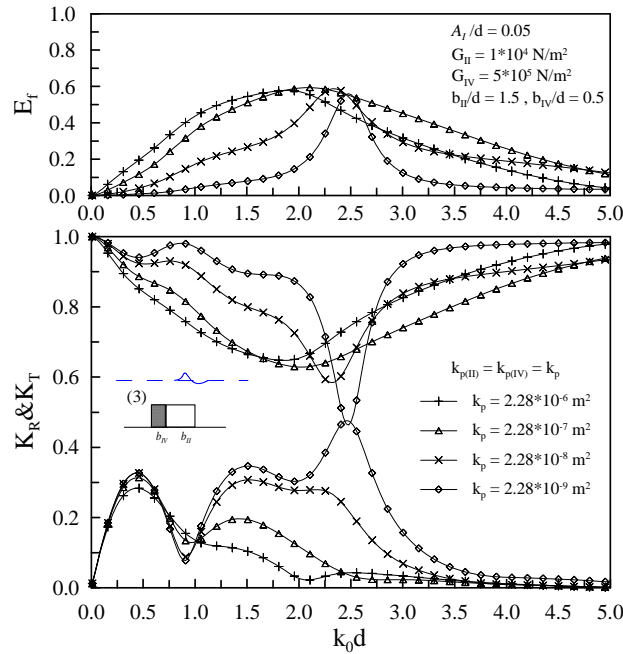 A_I/d = 0.05
G_II = 1*10^4 N/m^2
G_IV = 5*10^5 N/m^2
b_II/d = 1.5 , b_IV/d = 0.5
E_f
1.0
0.8
0.6
0.4
0.2
0.0
0.0 0.5 1.0 1.5 2.0 2.5 3.0 3.5 4.0 4.5 5.0
K_R&K_T
1.0
0.8
0.6
0.4
0.2
0.0
(3)
b_IV b_II
k_p(II) = k_p(IV) = k_p
k_p = 2.28*10^-6 m^2
k_p = 2.28*10^-7 m^2
k_p = 2.28*10^-8 m^2
k_p = 2.28*10^-9 m^2
0.0 0.5 1.0 1.5 2.0 2.5 3.0 3.5 4.0 4.5 5.0
k_0d